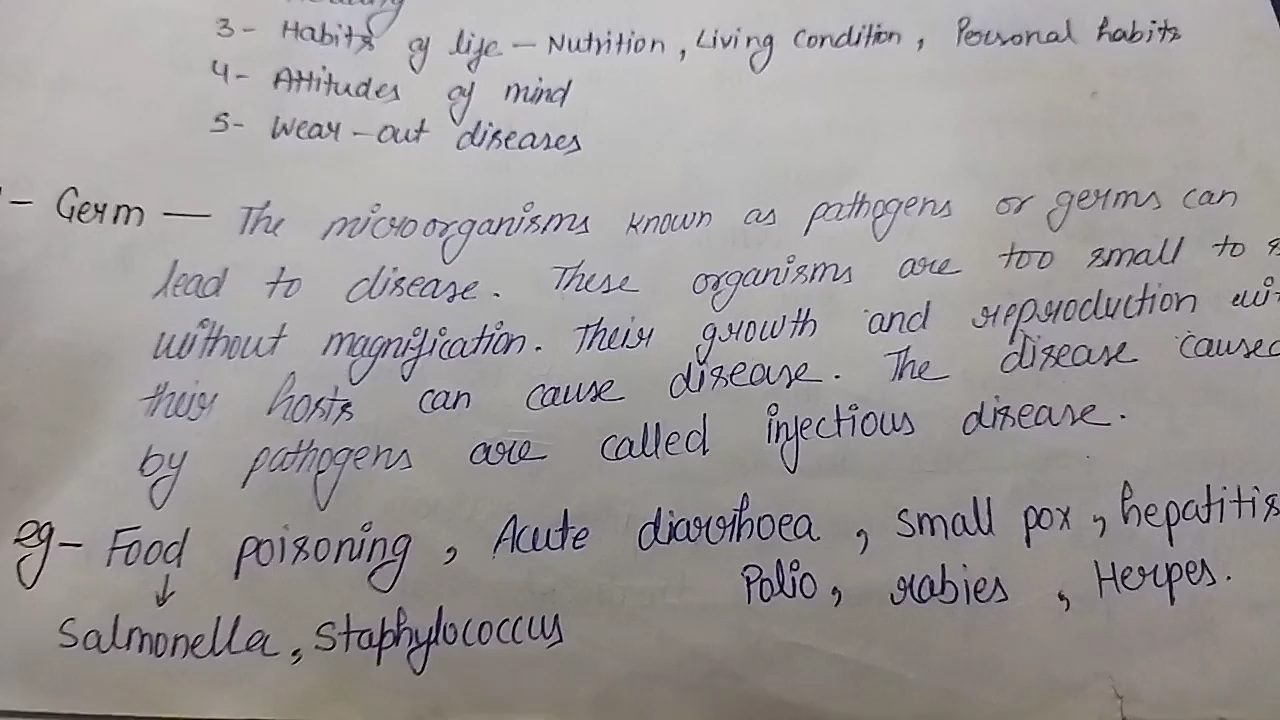 3- Habits of life - Nutrition, Living Condition, Personal habits
4- Attitudes of mind
5- Wear-out diseases
- Germ — The microorganisms known as pathogens or germs can
lead to disease. These organisms are too small to
without magnification. Their growth and reproduction
their hosts can cause disease. The disease caused
by pathogens are called infectious disease.
eg- Food poisoning, Acute diarrhoea, small pox, hepatitis
Polio, rabies, Herpes.
↓
Salmonella, Staphylococcus